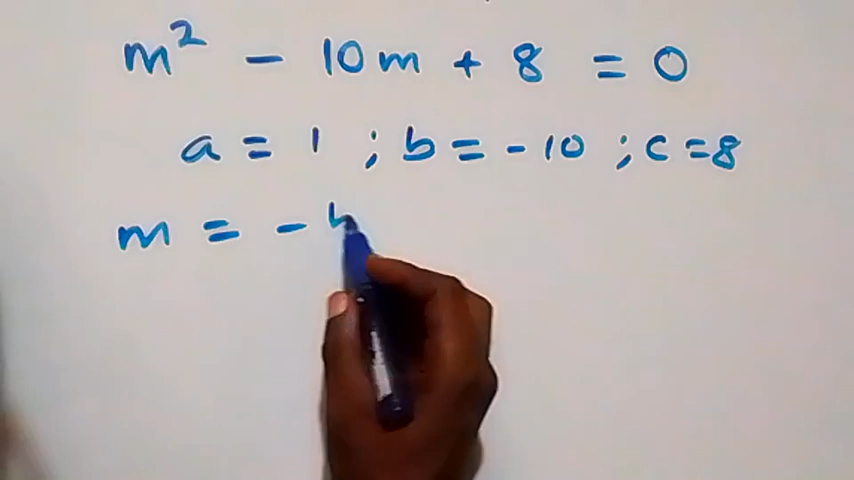 m² - 10m + 8 = 0
a = 1 ; b = -10 ; c = 8
m = -